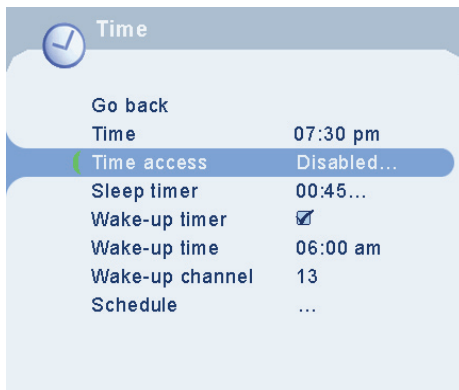 Time
Go back
Time 07:30 pm
Time access Disabled...
Sleep timer 00:45...
Wake-up timer
Wake-up time 06:00 am
Wake-up channel 13
Schedule ...